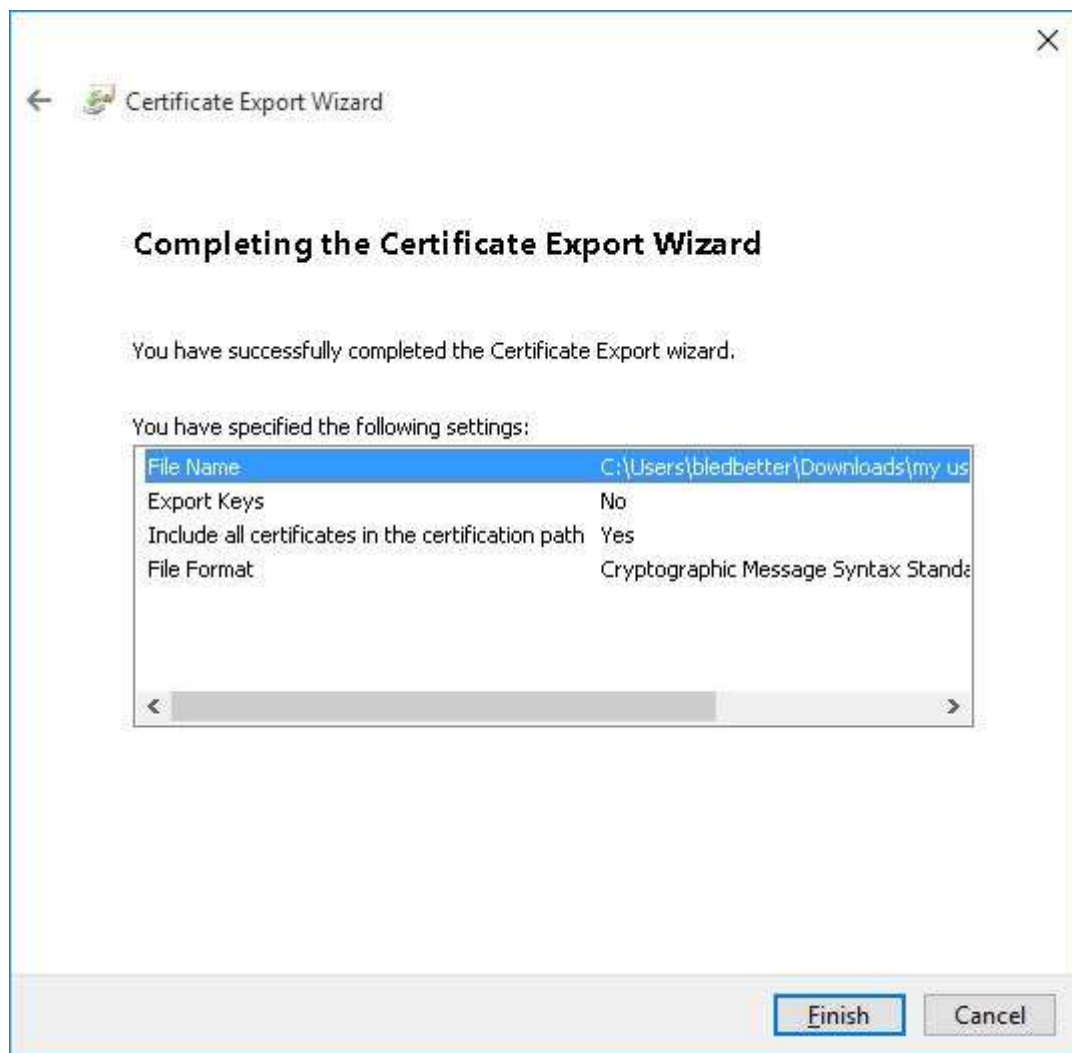 Certificate Export Wizard
Completing the Certificate Export Wizard
You have successfully completed the Certificate Export wizard.
You have specified the following settings:
File Name C:\Users\bledbetter\Downloads\my us
Export Keys No
Include all certificates in the certification path Yes
File Format Cryptographic Message Syntax Standa
Finish Cancel